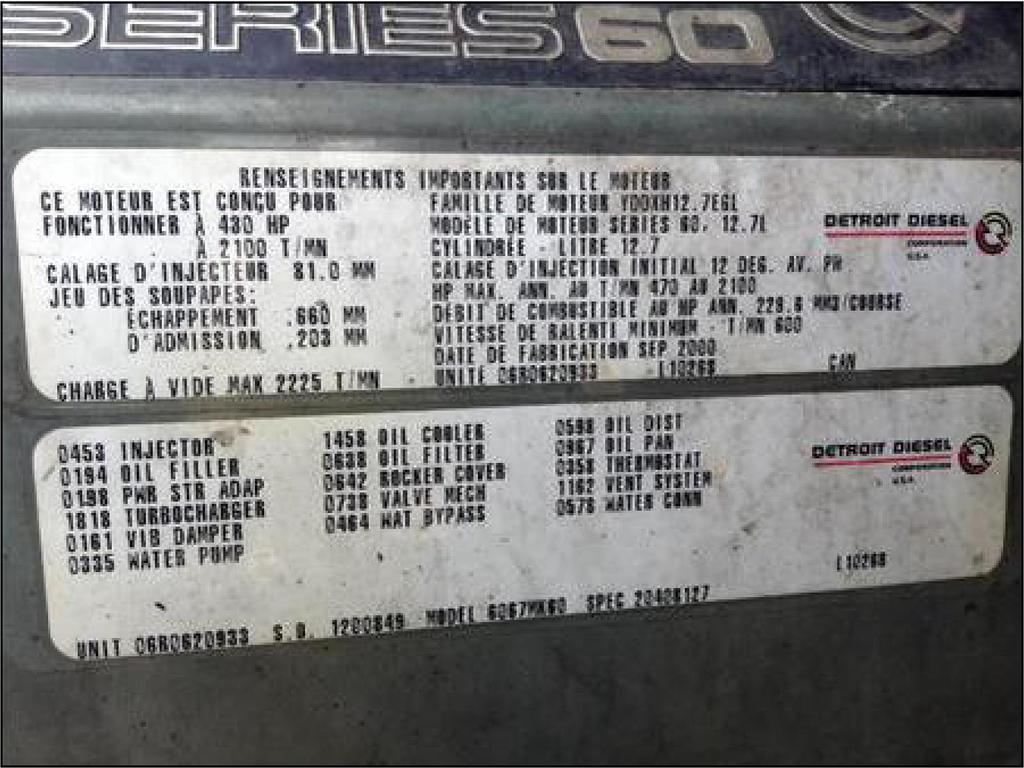 SERIES 60
RENSEIGNEMENTS IMPORTANTS SUR LE MOTEUR
CE MOTEUR EST CONÇU POUR
FONCTIONNER À 430 HP
À 2100 T/MN
CALAGE D'INJECTEUR 81.0 MM
JEU DES SOUPAPES:
ÉCHAPPEMENT .660 MM
D'ADMISSION .203 MM
CHARGE À VIDE MAX 2225 T/MN
FAMILLE DE MOTEUR YDDXH12.7EGL
MODÈLE DE MOTEUR SERIES 60, 12.7L
CYLINDRÉE - LITRE 12.7
CALAGE D'INJECTION INITIAL 12 DEG. AV. PH
HP MAX. ANN. AU T/MN 470 AU 2100
DÉBIT DE COMBUSTIBLE AU HP ANN. 229.6 MM3/COURSE
VITESSE DE RALENTI MINIMUM - T/MN 600
DATE DE FABRICATION SEP 2000
UNITÉ 06R0620933 L10268 CAN
DETROIT DIESEL
CORPORATION
U.S.A.
0453 INJECTOR
0194 OIL FILLER
0198 PWR STR ADAP
1818 TURBOCHARGER
0161 VIB DAMPER
0335 WATER PUMP
1458 OIL COOLER
0638 OIL FILTER
0642 ROCKER COVER
0738 VALVE MECH
0464 WAT BYPASS
0598 OIL DIST
0967 OIL PAN
0358 THERMOSTAT
1162 VENT SYSTEM
0576 WATER CONN
DETROIT DIESEL
CORPORATION
U.S.A.
L10268
UNIT 06R0620933 S.O. 1200849 MODEL 6067MK60 SPEC 20408127